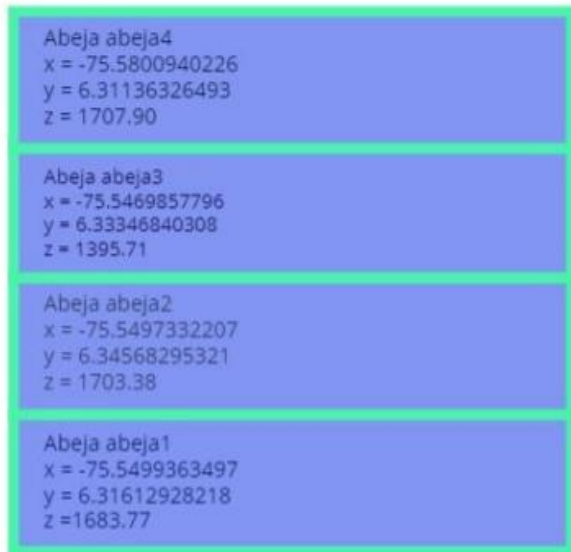 Abeja abeja4
x = -75.5800940226
y = 6.31136326493
z = 1707.90
Abeja abeja3
x = -75.5469857796
y = 6.33346840308
z = 1395.71
Abeja abeja2
x = -75.5497332207
y = 6.34568295321
z = 1703.38
Abeja abeja1
x = -75.5499363497
y = 6.31612928218
z =1683.77